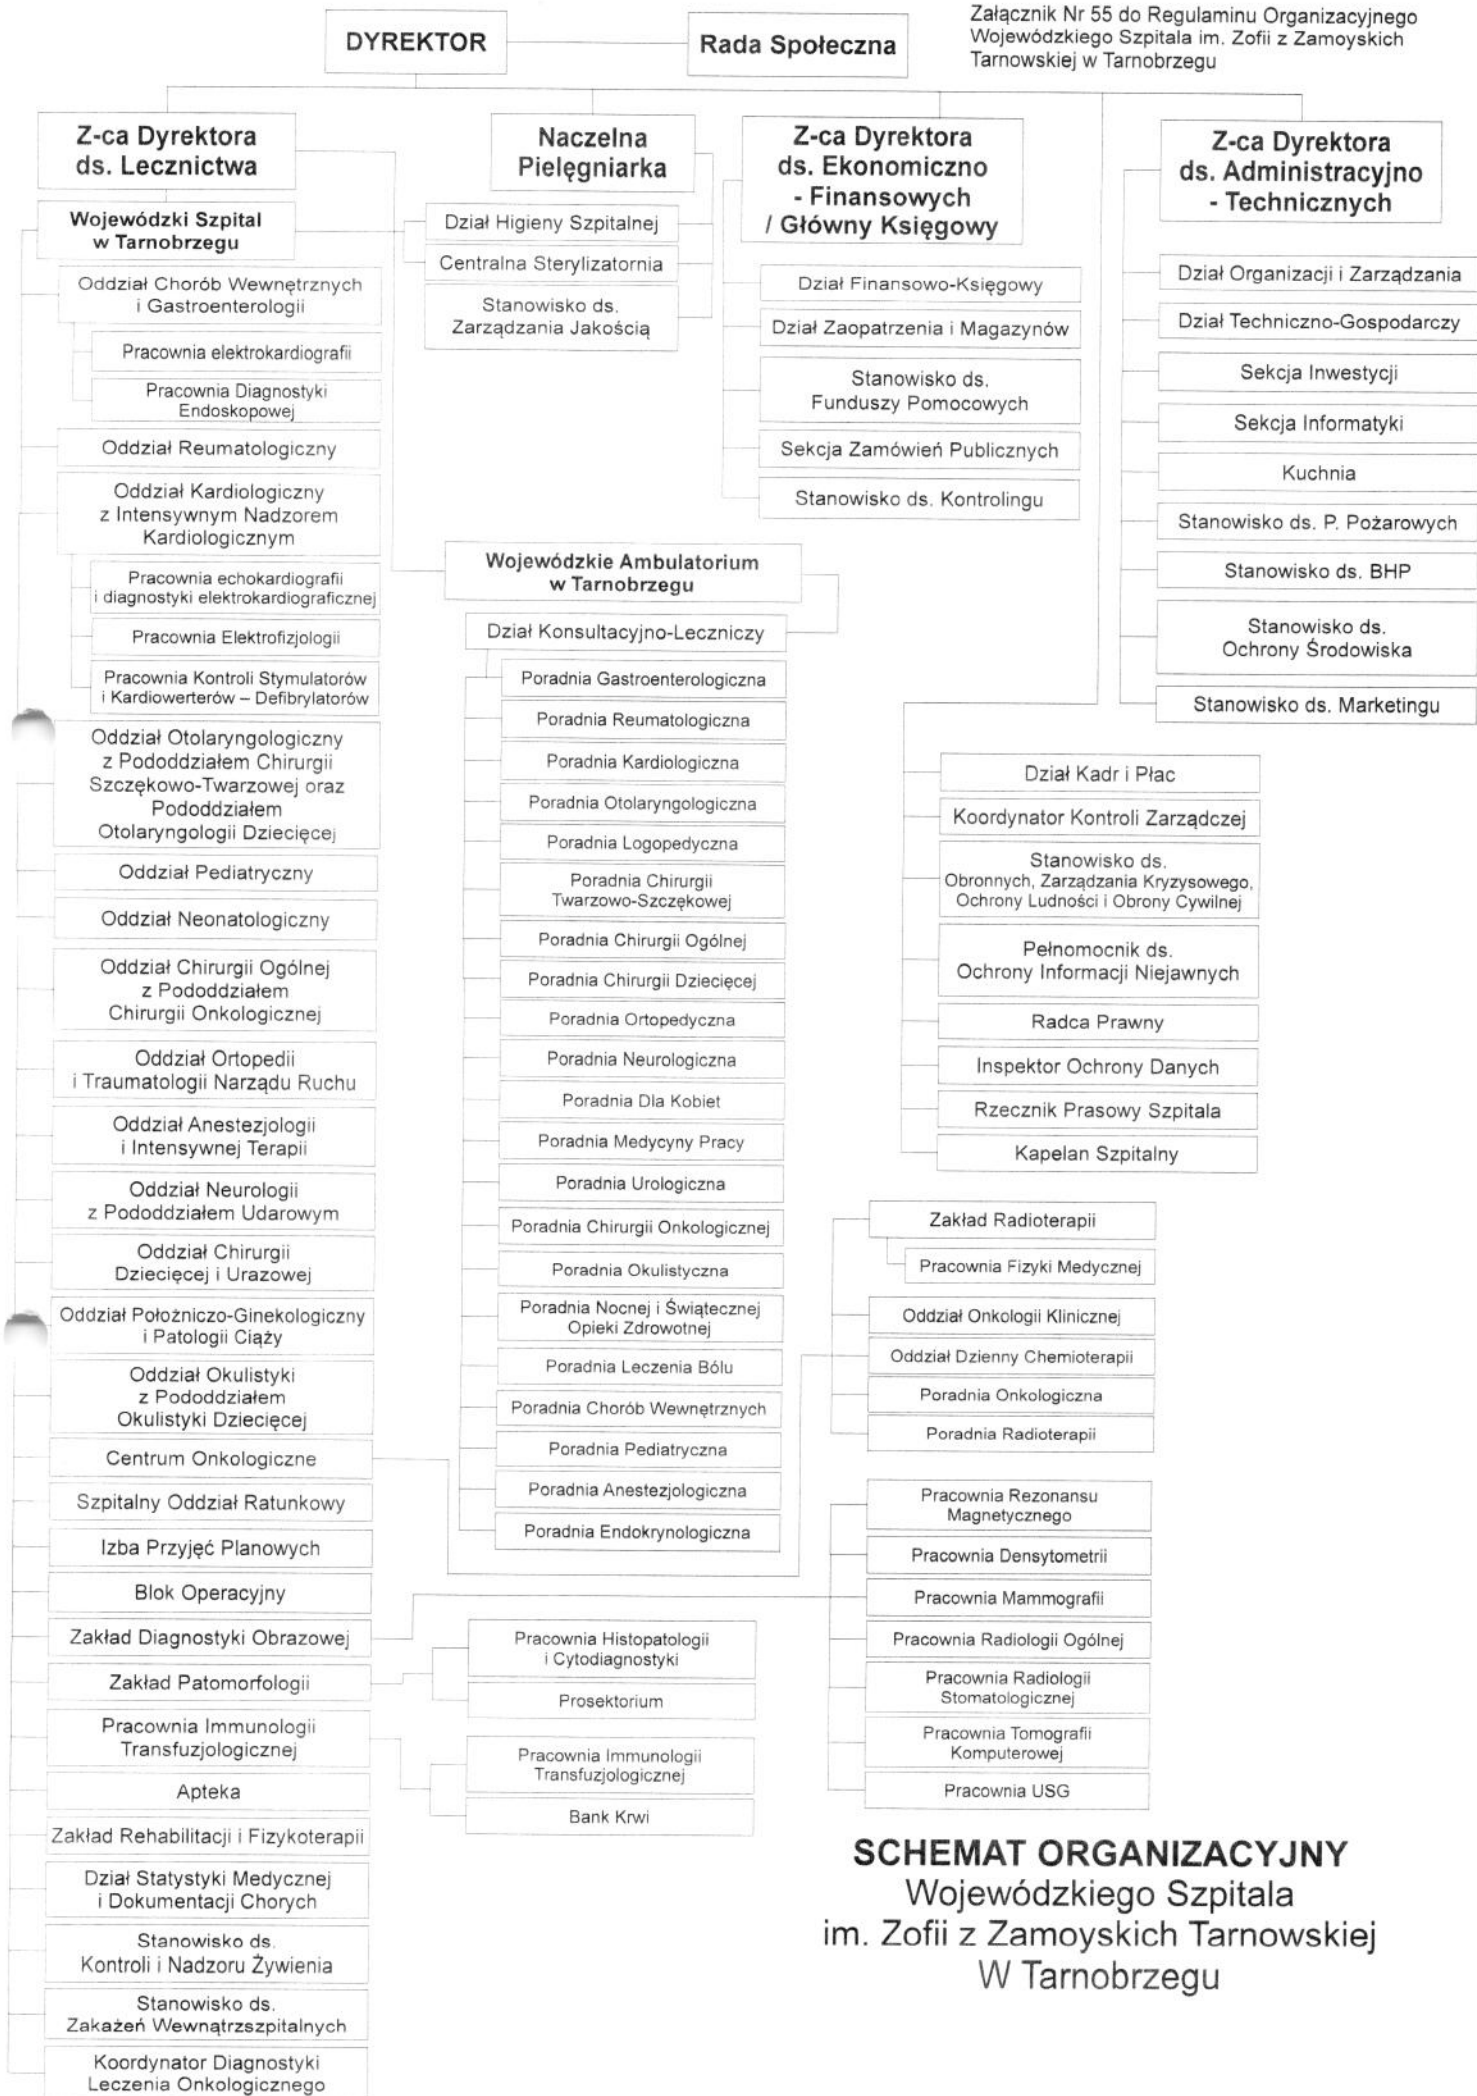 Załącznik Nr 55 do Regulaminu Organizacyjnego
Wojewódzkiego Szpitala im. Zofii z Zamoyskich
Tarnowskiej w Tarnobrzegu
DYREKTOR
Rada Społeczna
Z-ca Dyrektora
ds. Lecznictwa
Naczelna
Pielęgniarka
Z-ca Dyrektora
ds. Ekonomiczno
- Finansowych
/ Główny Księgowy
Z-ca Dyrektora
ds. Administracyjno
- Technicznych
Wojewódzki Szpital
w Tarnobrzegu
Oddział Chorób Wewnętrznych
i Gastroenterologii
Pracownia elektrokardiografii
Pracownia Diagnostyki
Endoskopowej
Oddział Reumatologiczny
Oddział Kardiologiczny
z Intensywnym Nadzorem
Kardiologicznym
Pracownia echokardiografii
i diagnostyki elektrokardiograficznej
Pracownia Elektrofizjologii
Pracownia Kontroli Stymulatorów
i Kardiowerterów – Defibrylatorów
Oddział Otolaryngologiczny
z Pododdziałem Chirurgii
Szczękowo-Twarzowej oraz
Pododdziałem
Otolaryngologii Dziecięcej
Oddział Pediatryczny
Oddział Neonatologiczny
Oddział Chirurgii Ogólnej
z Pododdziałem
Chirurgii Onkologicznej
Oddział Ortopedii
i Traumatologii Narządu Ruchu
Oddział Anestezjologii
i Intensywnej Terapii
Oddział Neurologii
z Pododdziałem Udarowym
Oddział Chirurgii
Dziecięcej i Urazowej
Oddział Położniczo-Ginekologiczny
i Patologii Ciąży
Oddział Okulistyki
z Pododdziałem
Okulistyki Dziecięcej
Centrum Onkologiczne
Szpitalny Oddział Ratunkowy
Izba Przyjęć Planowych
Blok Operacyjny
Zakład Diagnostyki Obrazowej
Zakład Patomorfologii
Pracownia Immunologii
Transfuzjologicznej
Apteka
Zakład Rehabilitacji i Fizykoterapii
Dział Statystyki Medycznej
i Dokumentacji Chorych
Stanowisko ds.
Kontroli i Nadzoru Żywienia
Stanowisko ds.
Zakażeń Wewnątrzszpitalnych
Koordynator Diagnostyki
Leczenia Onkologicznego
Dział Higieny Szpitalnej
Centralna Sterylizatornia
Stanowisko ds.
Zarządzania Jakością
Wojewódzkie Ambulatorium
w Tarnobrzegu
Dział Konsultacyjno-Leczniczy
Poradnia Gastroenterologiczna
Poradnia Reumatologiczna
Poradnia Kardiologiczna
Poradnia Otolaryngologiczna
Poradnia Logopedyczna
Poradnia Chirurgii
Twarzowo-Szczękowej
Poradnia Chirurgii Ogólnej
Poradnia Chirurgii Dziecięcej
Poradnia Ortopedyczna
Poradnia Neurologiczna
Poradnia Dla Kobiet
Poradnia Medycyny Pracy
Poradnia Urologiczna
Poradnia Chirurgii Onkologicznej
Poradnia Okulistyczna
Poradnia Nocnej i Świątecznej
Opieki Zdrowotnej
Poradnia Leczenia Bólu
Poradnia Chorób Wewnętrznych
Poradnia Pediatryczna
Poradnia Anestezjologiczna
Poradnia Endokrynologiczna
Pracownia Histopatologii
i Cytodiagnostyki
Prosektorium
Pracownia Immunologii
Transfuzjologicznej
Bank Krwi
Dział Finansowo-Księgowy
Dział Zaopatrzenia i Magazynów
Stanowisko ds.
Funduszy Pomocowych
Sekcja Zamówień Publicznych
Stanowisko ds. Kontrolingu
Dział Organizacji i Zarządzania
Dział Techniczno-Gospodarczy
Sekcja Inwestycji
Sekcja Informatyki
Kuchnia
Stanowisko ds. P. Pożarowych
Stanowisko ds. BHP
Stanowisko ds.
Ochrony Środowiska
Stanowisko ds. Marketingu
Dział Kadr i Płac
Koordynator Kontroli Zarządczej
Stanowisko ds.
Obronnych, Zarządzania Kryzysowego,
Ochrony Ludności i Obrony Cywilnej
Pełnomocnik ds.
Ochrony Informacji Niejawnych
Radca Prawny
Inspektor Ochrony Danych
Rzecznik Prasowy Szpitala
Kapelan Szpitalny
Zakład Radioterapii
Pracownia Fizyki Medycznej
Oddział Onkologii Klinicznej
Oddział Dzienny Chemioterapii
Poradnia Onkologiczna
Poradnia Radioterapii
Pracownia Rezonansu
Magnetycznego
Pracownia Densytometrii
Pracownia Mammografii
Pracownia Radiologii Ogólnej
Pracownia Radiologii
Stomatologicznej
Pracownia Tomografii
Komputerowej
Pracownia USG
SCHEMAT ORGANIZACYJNY
Wojewódzkiego Szpitala
im. Zofii z Zamoyskich Tarnowskiej
W Tarnobrzegu